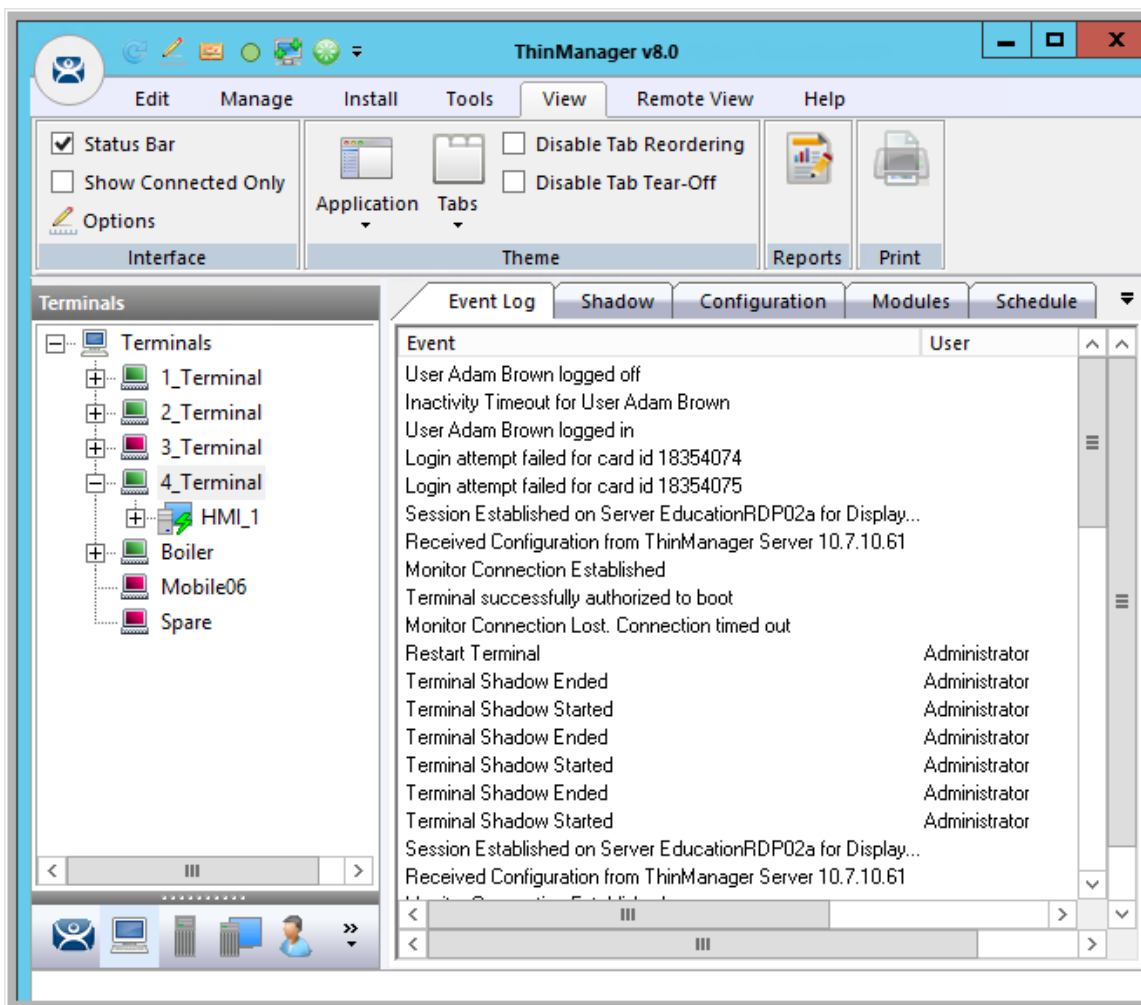 ThinManager v8.0
Edit Manage Install Tools View Remote View Help
Status Bar
Show Connected Only
Options
Interface
Application Tabs
Disable Tab Reordering
Disable Tab Tear-Off
Theme
Reports
Print
Terminals
Terminals
1_Terminal
2_Terminal
3_Terminal
4_Terminal
HMI_1
Boiler
Mobile06
Spare
Event Log Shadow Configuration Modules Schedule
Event User
User Adam Brown logged off
Inactivity Timeout for User Adam Brown
User Adam Brown logged in
Login attempt failed for card id 18354074
Login attempt failed for card id 18354075
Session Established on Server EducationRDP02a for Display...
Received Configuration from ThinManager Server 10.7.10.61
Monitor Connection Established
Terminal successfully authorized to boot
Monitor Connection Lost. Connection timed out
Restart Terminal Administrator
Terminal Shadow Ended Administrator
Terminal Shadow Started Administrator
Terminal Shadow Ended Administrator
Terminal Shadow Started Administrator
Terminal Shadow Ended Administrator
Terminal Shadow Started Administrator
Session Established on Server EducationRDP02a for Display...
Received Configuration from ThinManager Server 10.7.10.61